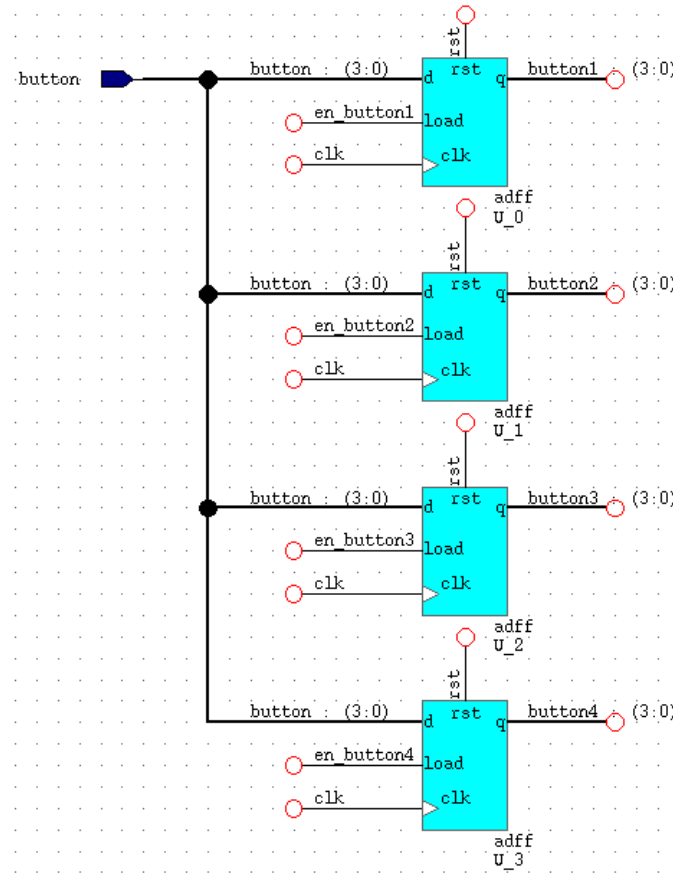 rst
button
button : (3:0)
d rst q
button1 : (3:0)
en_button1
load
clk
clk
adff
U_0
rst
button : (3:0)
d rst q
button2 : (3:0)
en_button2
load
clk
clk
adff
U_1
rst
button : (3:0)
d rst q
button3 : (3:0)
en_button3
load
clk
clk
adff
U_2
rst
button : (3:0)
d rst q
button4 : (3:0)
en_button4
load
clk
clk
adff
U_3